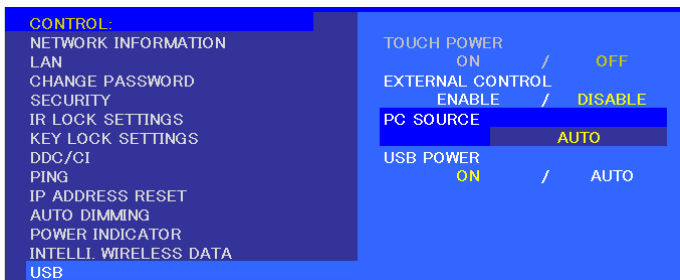 CONTROL:
NETWORK INFORMATION
LAN
CHANGE PASSWORD
SECURITY
IR LOCK SETTINGS
KEY LOCK SETTINGS
DDC/CI
PING
IP ADDRESS RESET
AUTO DIMMING
POWER INDICATOR
INTELLI. WIRELESS DATA
USB
TOUCH POWER
ON / OFF
EXTERNAL CONTROL
ENABLE / DISABLE
PC SOURCE
AUTO
USB POWER
ON / AUTO